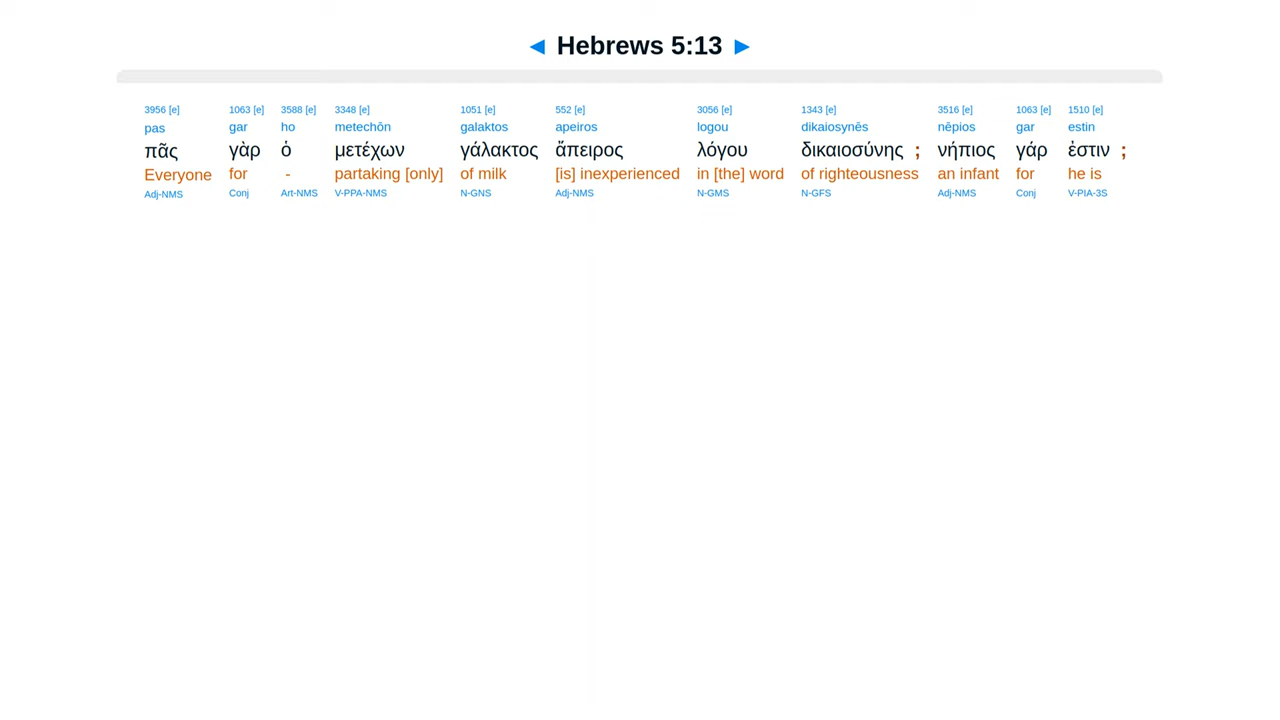 ◄ Hebrews 5:13 ►
3956 [e] 1063 [e] 3588 [e] 3348 [e] 1051 [e] 552 [e] 3056 [e] 1343 [e] 3516 [e] 1063 [e] 1510 [e]
pas gar ho metechōn galaktos apeiros logou dikaiosynēs nēpios gar estin
πᾶς γὰρ ὁ μετέχων γάλακτος ἄπειρος λόγου δικαιοσύνης ; νήπιος γάρ ἐστιν ;
Everyone for - partaking [only] of milk [is] inexperienced in [the] word of righteousness an infant for he is
Adj-NMS Conj Art-NMS V-PPA-NMS N-GNS Adj-NMS N-GMS N-GFS Adj-NMS Conj V-PIA-3S